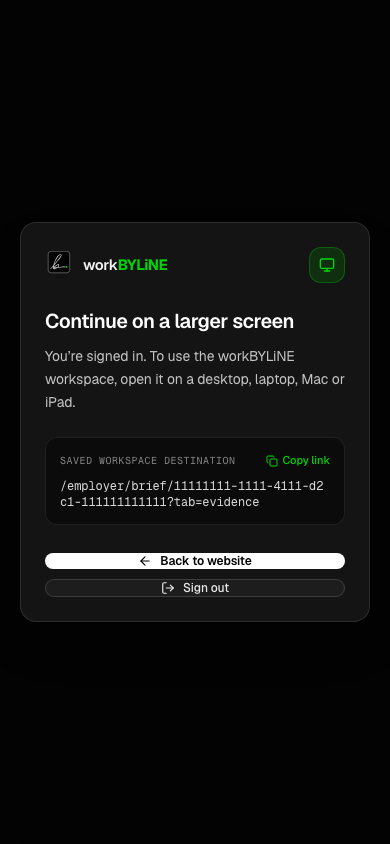 workBYLiNE
Continue on a larger screen
You're signed in. To use the workBYLiNE
workspace, open it on a desktop, laptop, Mac or
iPad.
SAVED WORKSPACE DESTINATION
Copy link
/employer/brief/11111111-1111-4111-d2
c1-111111111111?tab=evidence
Back to website
Sign out